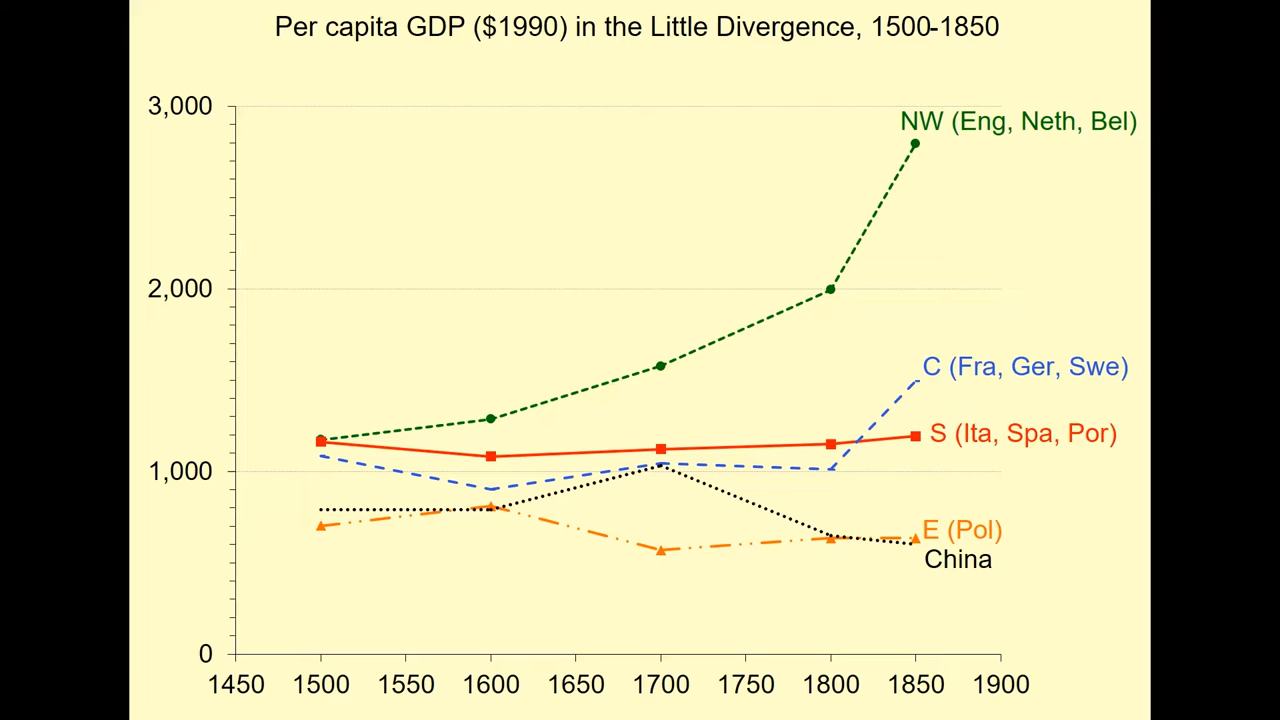 Per capita GDP ($1990) in the Little Divergence, 1500-1850
3,000
NW (Eng, Neth, Bel)
2,000
C (Fra, Ger, Swe)
S (Ita, Spa, Por)
1,000
E (Pol)
China
0
1450 1500 1550 1600 1650 1700 1750 1800 1850 1900